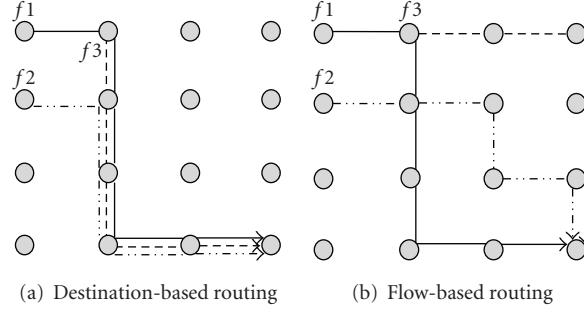 f1 f1 f3
f3
f2 f2
(a) Destination-based routing (b) Flow-based routing